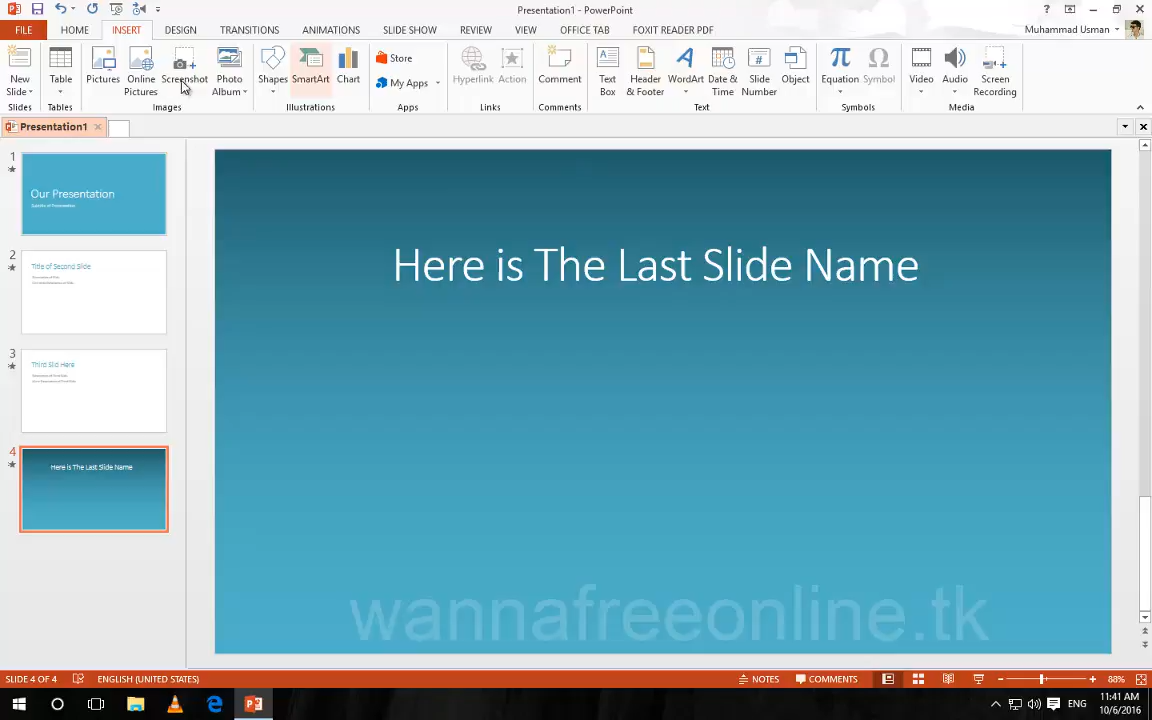 Presentation1 - PowerPoint
?
FILE HOME INSERT DESIGN TRANSITIONS ANIMATIONS SLIDE SHOW REVIEW VIEW OFFICE TAB FOXIT READER PDF Muhammad Usman
New Slide
Table
Pictures
Online Pictures
Screenshot
Photo Album
Shapes
SmartArt
Chart
Store
My Apps
Hyperlink
Action
Comment
Text Box
Header & Footer
WordArt
Date & Time
Slide Number
Object
Equation
Symbol
Video
Audio
Screen Recording
Slides Tables Images Illustrations Apps Links Comments Text Symbols Media
Presentation1
1
Our Presentation
2
Title of Second Slide
3
Third Slid Here
4
Here is The Last Slide Name
Here is The Last Slide Name
wannafreeonline.tk
SLIDE 4 OF 4 ENGLISH (UNITED STATES) NOTES COMMENTS 88%
ENG
11:41 AM
10/6/2016